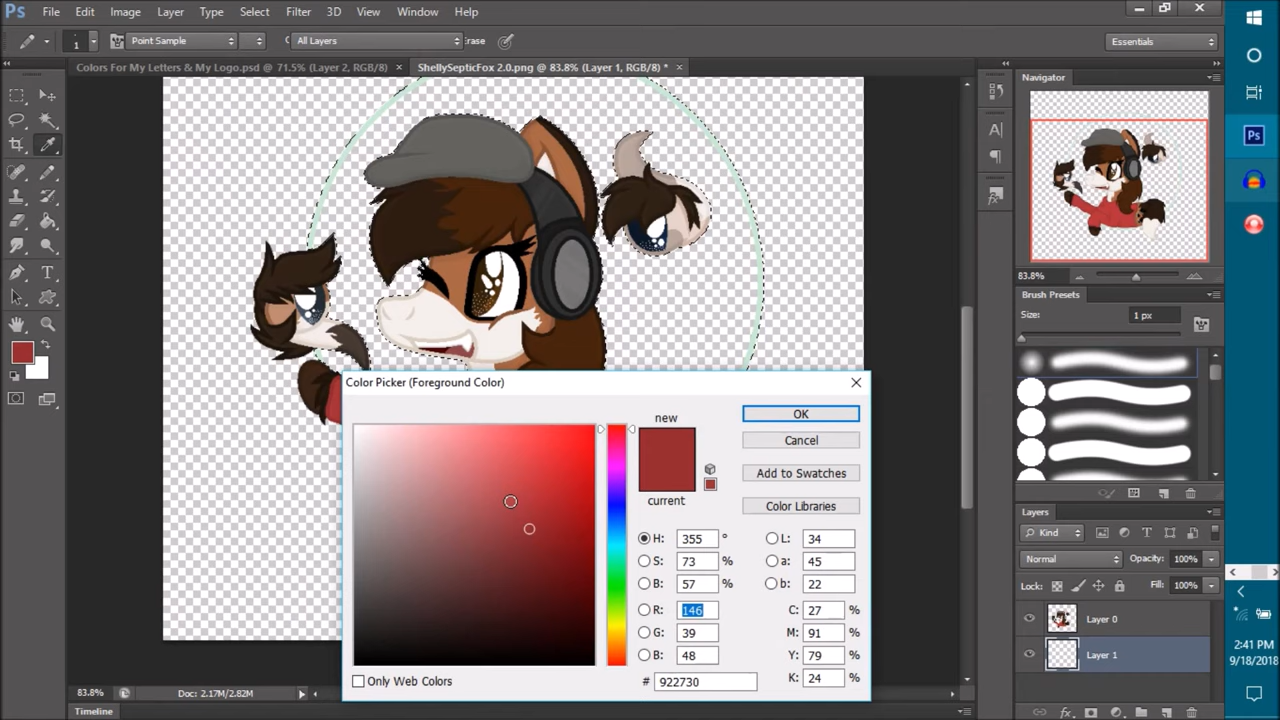 Ps File Edit Image Layer Type Select Filter 3D View Window Help
1 Point Sample All Layers Erase Essentials
Colors For My Letters & My Logo.psd @ 71.5% (Layer 2, RGB/8) × ShellySepticFox 2.0.png @ 83.8% (Layer 1, RGB/8) * ×
Navigator
Ps
83.8%
Brush Presets
Size: 1 px
Color Picker (Foreground Color)
new
OK
Cancel
Add to Swatches
current
Color Libraries
H: 355 ° L: 34
S: 73 % a: 45
B: 57 % b: 22
R: 146 C: 27 %
G: 39 M: 91 %
B: 48 Y: 79 %
K: 24 %
Only Web Colors # 922730
Layers
Kind
Normal Opacity: 100%
Lock: Fill: 100%
Layer 0
Layer 1
83.8% Doc: 2.17M/2.82M
Timeline
2:41 PM
9/18/2018